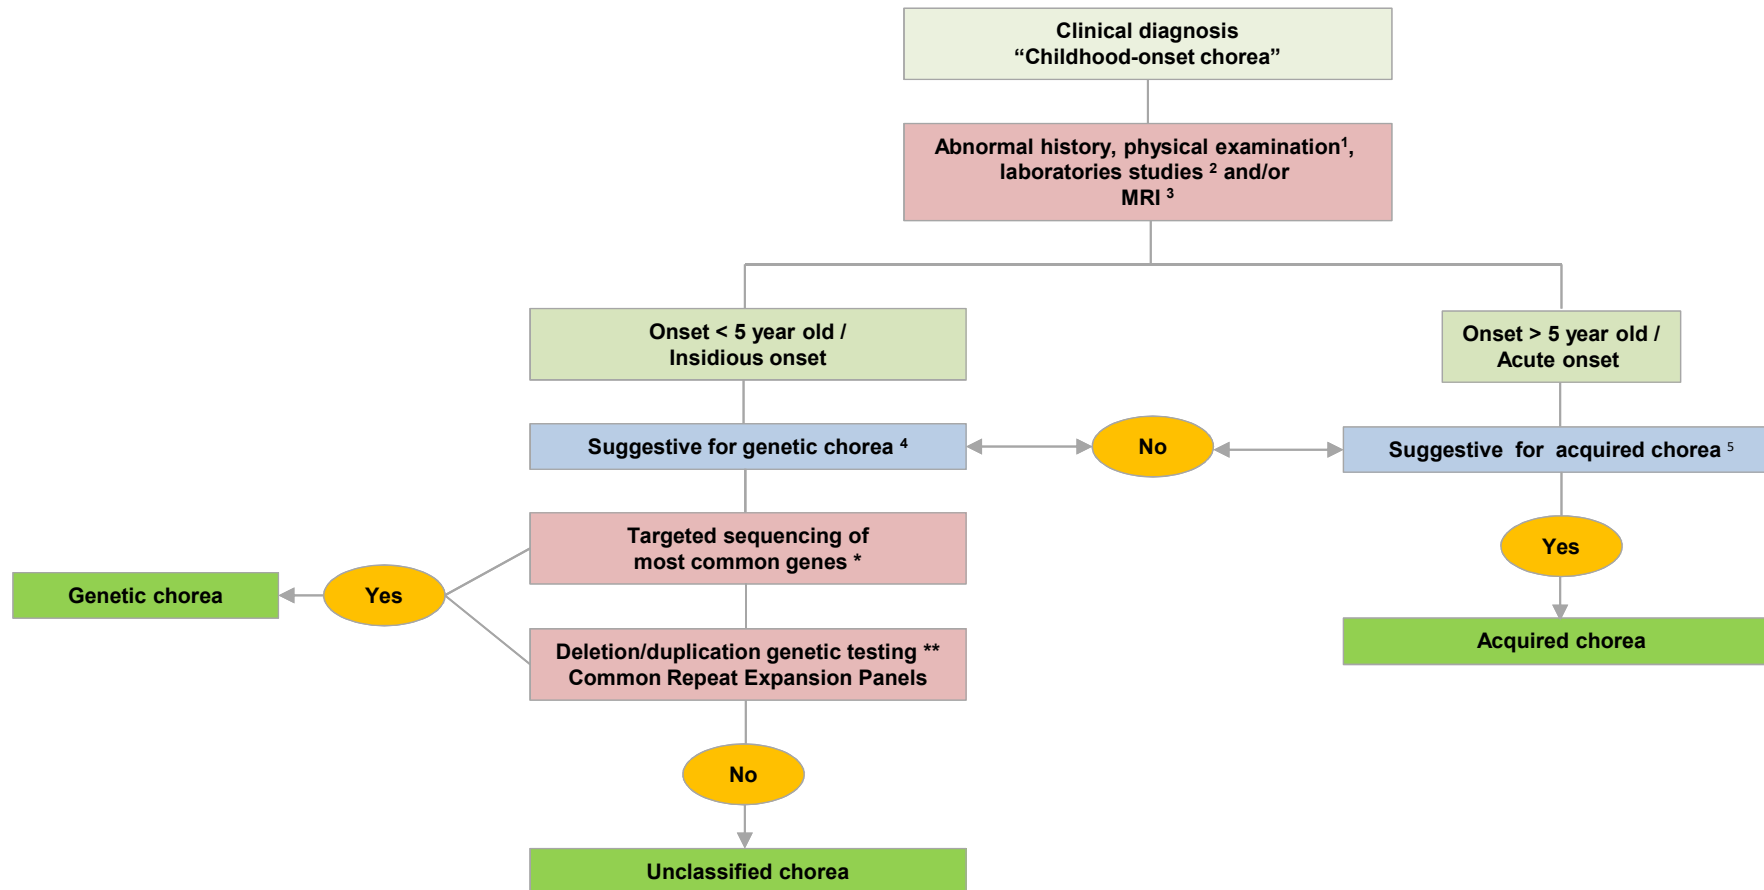 Clinical diagnosis
“Childhood-onset chorea”
Abnormal history, physical examination¹,
laboratories studies ² and/or
MRI ³
Onset < 5 year old /
Insidious onset
Onset > 5 year old /
Acute onset
Suggestive for genetic chorea ⁴
No
Suggestive for acquired chorea ⁵
Targeted sequencing of
most common genes *
Yes
Genetic chorea
Yes
Deletion/duplication genetic testing **
Common Repeat Expansion Panels
Acquired chorea
No
Unclassified chorea